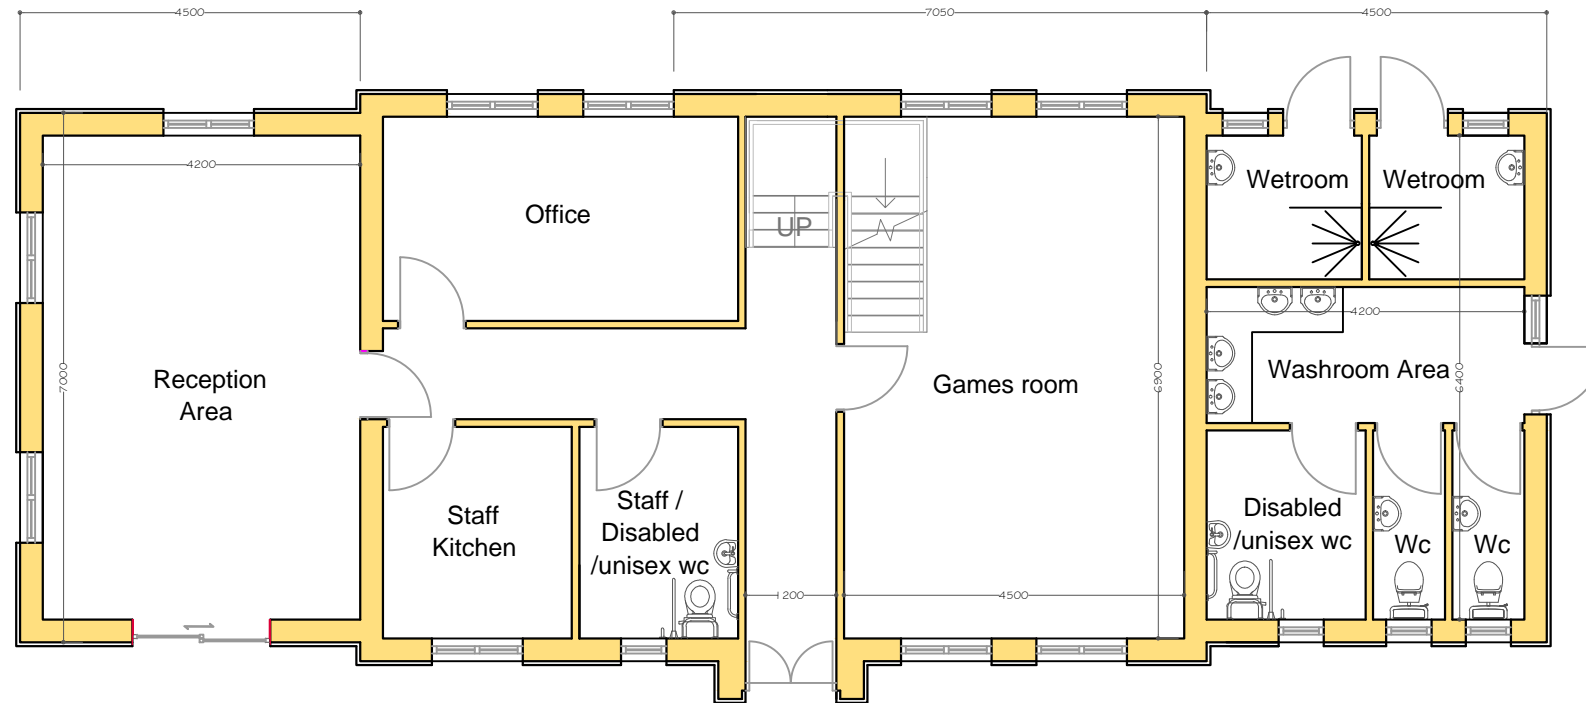 4500
7050
4500
4200
Office
UP
Wetroom
Wetroom
4200
7000
Reception
Area
Games room
6900
Washroom Area
6400
Staff
Kitchen
Staff /
Disabled
/unisex wc
Disabled
/unisex wc
Wc
Wc
1200
4500